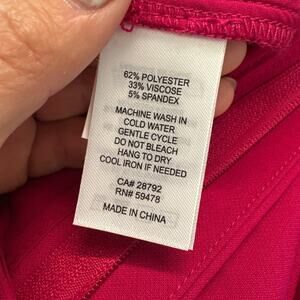 62% POLYESTER
33% VISCOSE
5% SPANDEX
MACHINE WASH IN
COLD WATER
GENTLE CYCLE
DO NOT BLEACH
HANG TO DRY
COOL IRON IF NEEDED
CA# 28792
RN# 59478
MADE IN CHINA